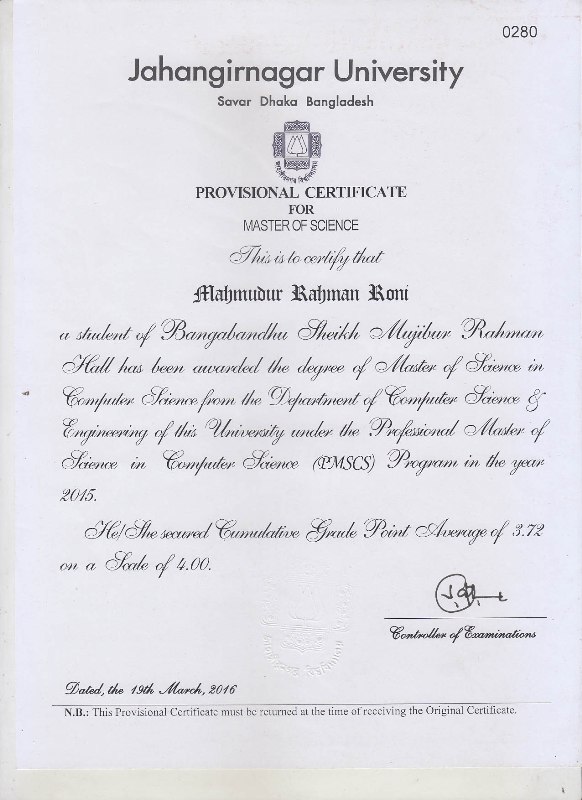 0280
Jahangirnagar University
Savar Dhaka Bangladesh
PROVISIONAL CERTIFICATE
FOR
MASTER OF SCIENCE
This is to certify that
Mahmudur Rahman Roni
a student of Bangabandhu Sheikh Mujibur Rahman
Hall has been awarded the degree of Master of Science in
Computer Science from the Department of Computer Science &
Engineering of this University under the Professional Master of
Science in Computer Science (PMSCS) Program in the year
2015.
He/She secured Cumulative Grade Point Average of 3.72
on a Scale of 4.00.
Controller of Examinations
Dated, the 19th March, 2016
N.B.: This Provisional Certificate must be returned at the time of receiving the Original Certificate.